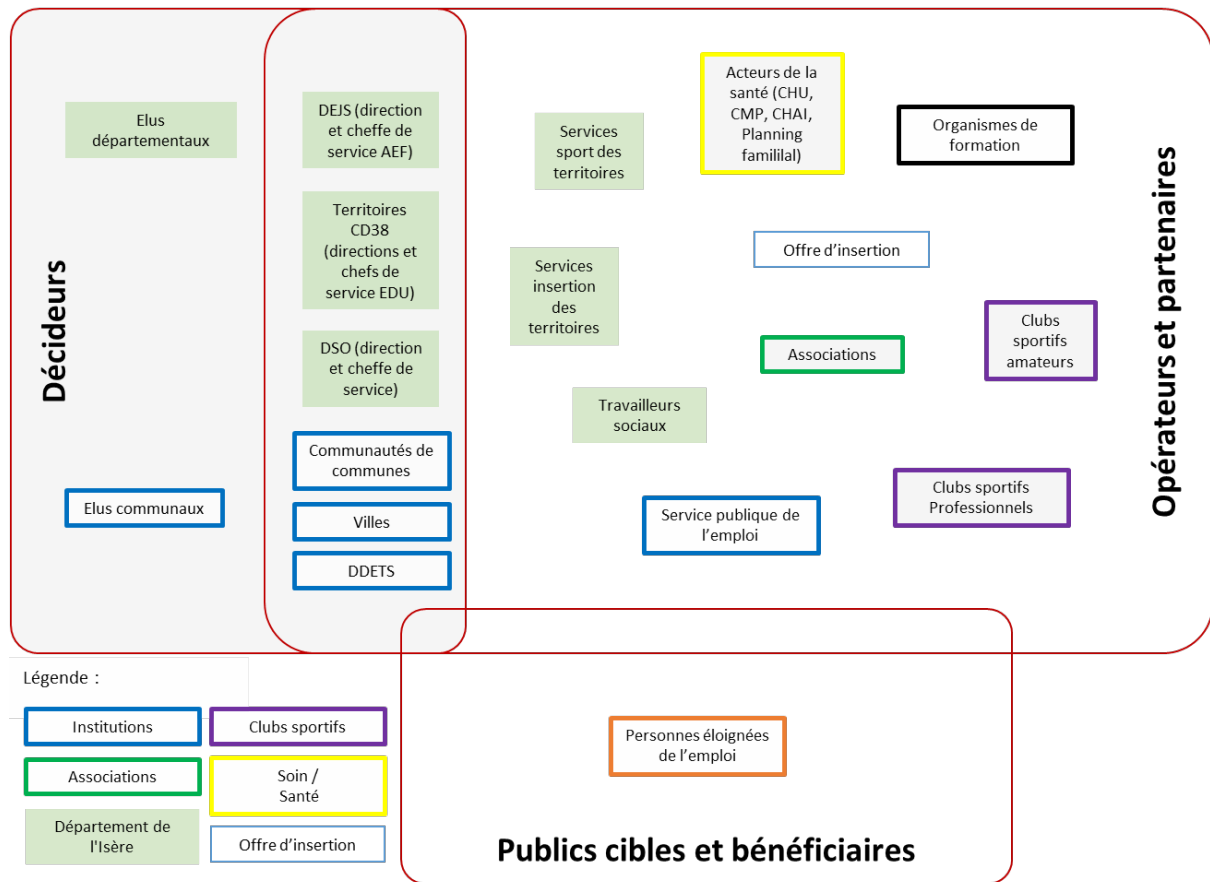 Décideurs
Elus
départementaux
Elus communaux
DEJS (direction
et cheffe de
service AEF)
Territoires
CD38
(directions et
chefs de
service EDU)
DSO (direction
et cheffe de
service)
Communautés de
communes
Villes
DDETS
Services
sport des
territoires
Services
insertion
des
territoires
Travailleurs
sociaux
Acteurs de la
santé (CHU,
CMP, CHAI,
Planning
famililal)
Organismes de
formation
Offre d’insertion
Associations
Clubs
sportifs
amateurs
Service publique de
l’emploi
Clubs sportifs
Professionnels
Opérateurs et partenaires
Personnes éloignées
de l’emploi
Publics cibles et bénéficiaires
Légende :
Institutions
Clubs sportifs
Associations
Soin /
Santé
Département de
l'Isère
Offre d’insertion